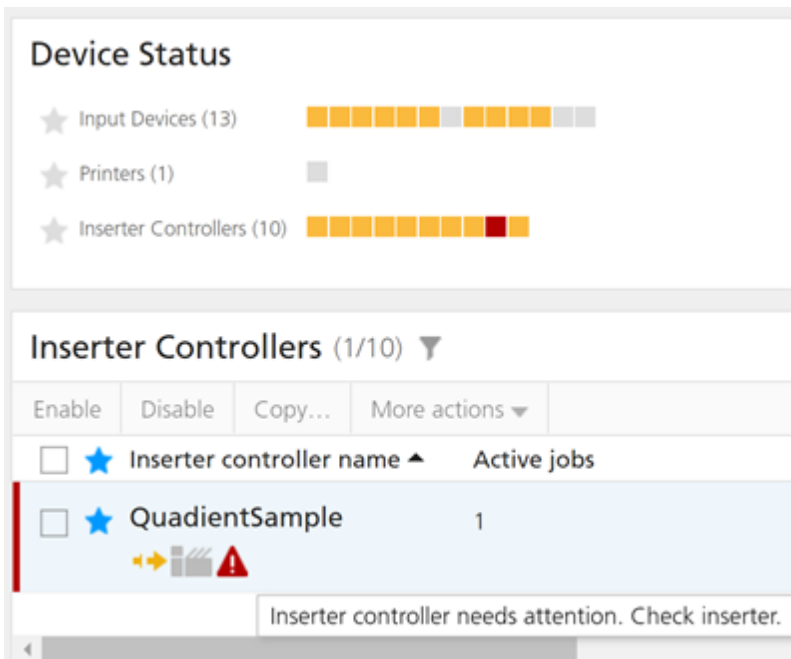 Device Status
Input Devices (13)
Printers (1)
Inserter Controllers (10)
Inserter Controllers (1/10)
Enable Disable Copy... More actions
Inserter controller name Active jobs
QuadientSample 1
Inserter controller needs attention. Check inserter.